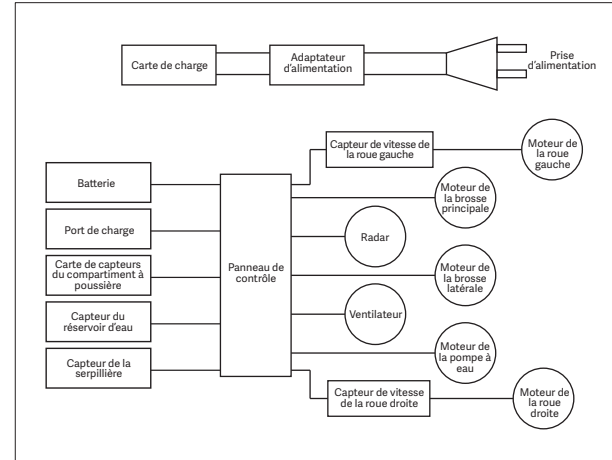 Carte de charge
Adaptateur
d'alimentation
Prise
d'alimentation
Capteur de vitesse de
la roue gauche
Moteur de
la roue
gauche
Batterie
Moteur de
la brosse
principale
Port de charge
Radar
Carte de capteurs
du compartiment à
poussière
Panneau de
contrôle
Moteur de
la brosse
latérale
Capteur du
réservoir d'eau
Ventilateur
Capteur de la
serpillière
Moteur de
la pompe à
eau
Capteur de vitesse
de la roue droite
Moteur de
la roue
droite